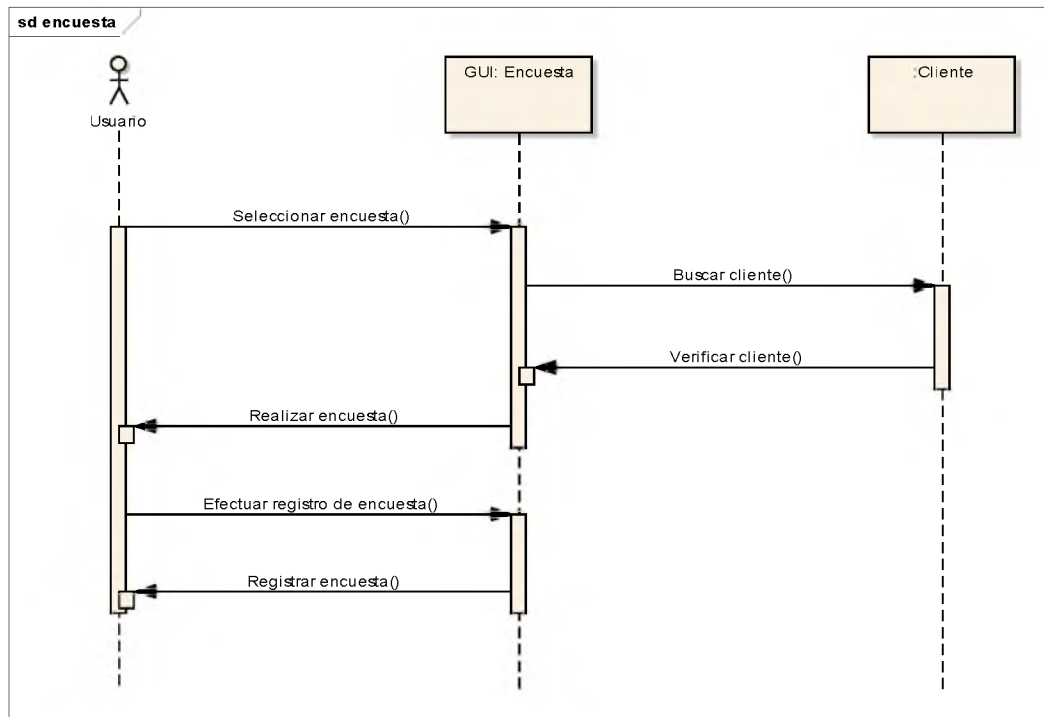 sd encuesta
Usuario
GUI: Encuesta
:Cliente
Seleccionar encuesta()
Buscar cliente()
Verificar cliente()
Realizar encuesta()
Efectuar registro de encuesta()
Registrar encuesta()